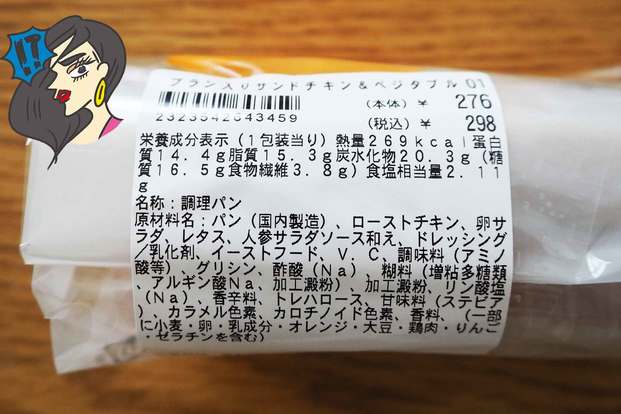 !?
ブラン入りサンドチキン&ベジタブル 01
(本体) ¥ 276
2323542643459
(税込) ¥ 298
栄養成分表示(1包装当り)熱量269kcal蛋白
質14.4g脂質15.3g炭水化物20.3g(糖
質16.5g食物繊維3.8g)食塩相当量2.11
g
名称:調理パン
原材料名:パン(国内製造)、ローストチキン、卵サ
ラダ、レタス、人参サラダソース和え、ドレッシング
/乳化剤、イーストフード、V.C、調味料(アミノ
酸等)、グリシン、酢酸(Na)、糊料(増粘多糖類
、アルギン酸Na、加工澱粉)、加工澱粉、リン酸塩
(Na)、香辛料、トレハロース、甘味料(ステビア
)、カラメル色素、カロチノイド色素、香料、(一部
に小麦・卵・乳成分・オレンジ・大豆・鶏肉・りんご
・ゼラチンを含む)